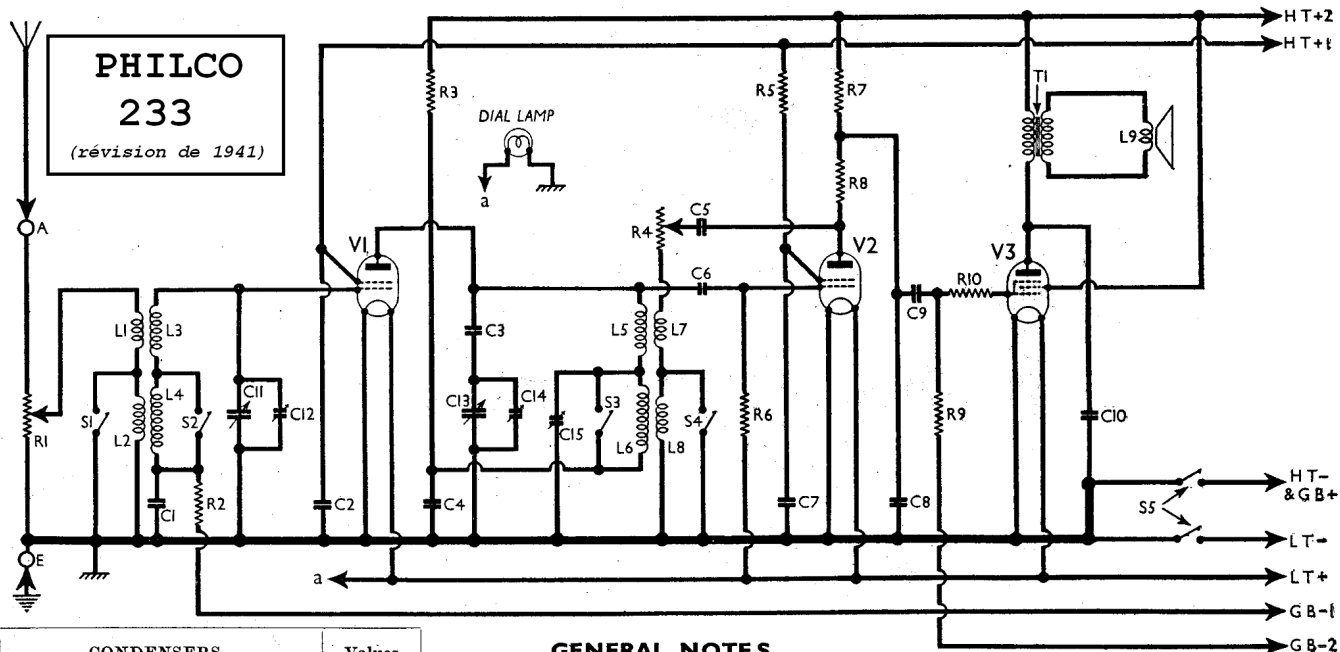 PHILCO
233
(révision de 1941)
HT+2
HT+1
R3
DIAL LAMP
a
R5
R7
T1
L9
R8
A
V1
R4
C5
V2
V3
C6
R10
C9
L1
L3
C3
L5
L7
L4
C11
C12
C13
C14
S3
R6
R9
C10
R1
S1
L2
S2
C15
L6
L8
S4
C1
R2
C2
C4
C7
C8
HT-
&GB+
S5
E
LT-
a
LT+
GB-1
GB-2
CONDENSERS
Values
GENERAL NOTES